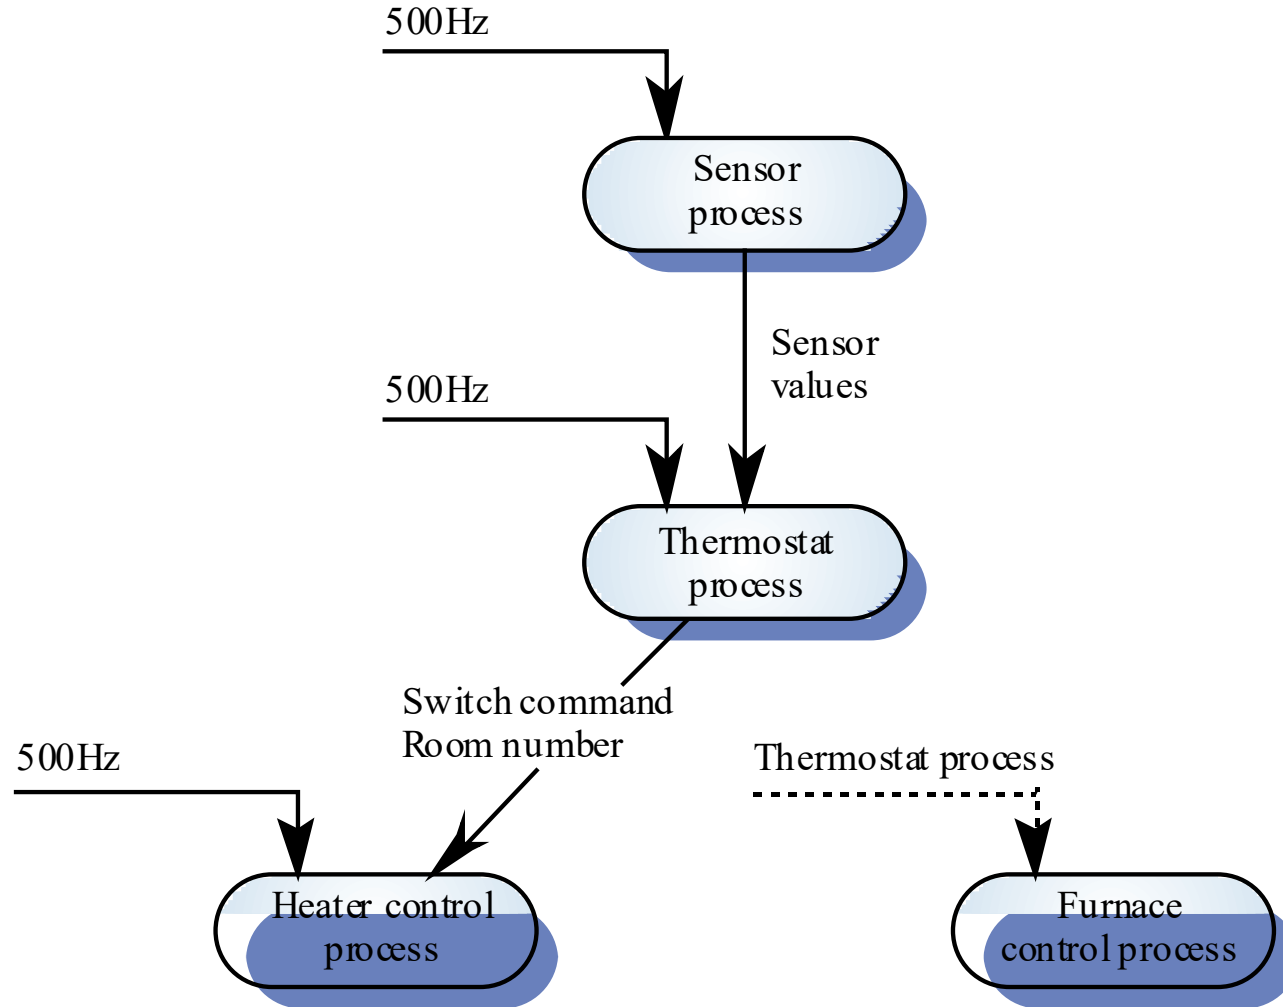 500Hz
Sensor
process
Sensor
values
500Hz
Thermostat
process
Switch command
Room number
500Hz
Thermostat process
Heater control
process
Furnace
control process